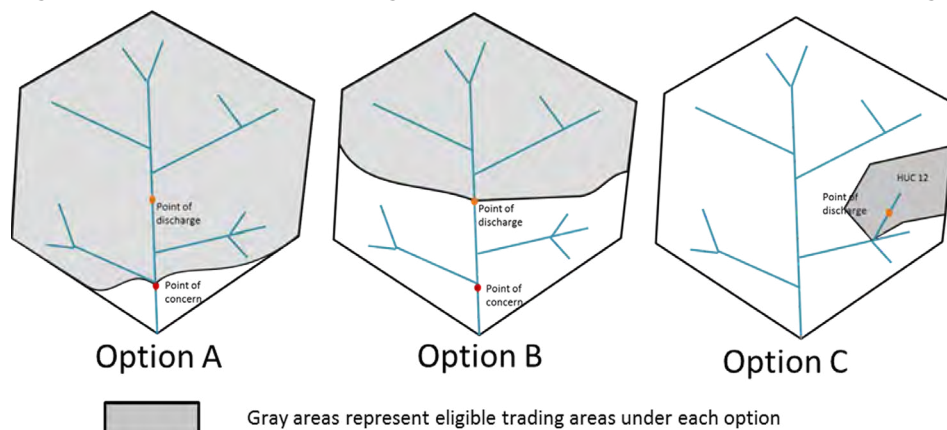 Point of
discharge
Point of
concern
Option A
Point of
discharge
Point of
concern
Option B
HUC 12
Point of
discharge
Option C
Gray areas represent eligible trading areas under each option